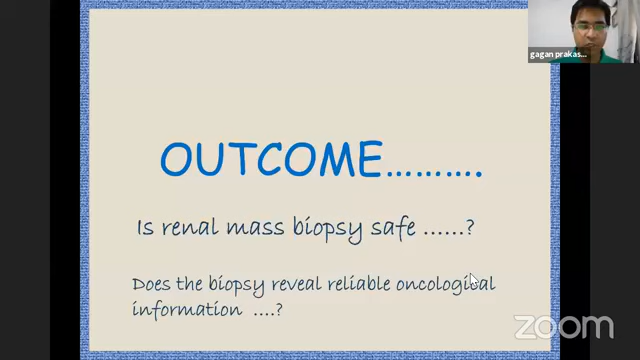 gagan prakas...
OUTCOME..........
Is renal mass biopsy safe ......?
Does the biopsy reveal reliable oncological
information ....?
zoom